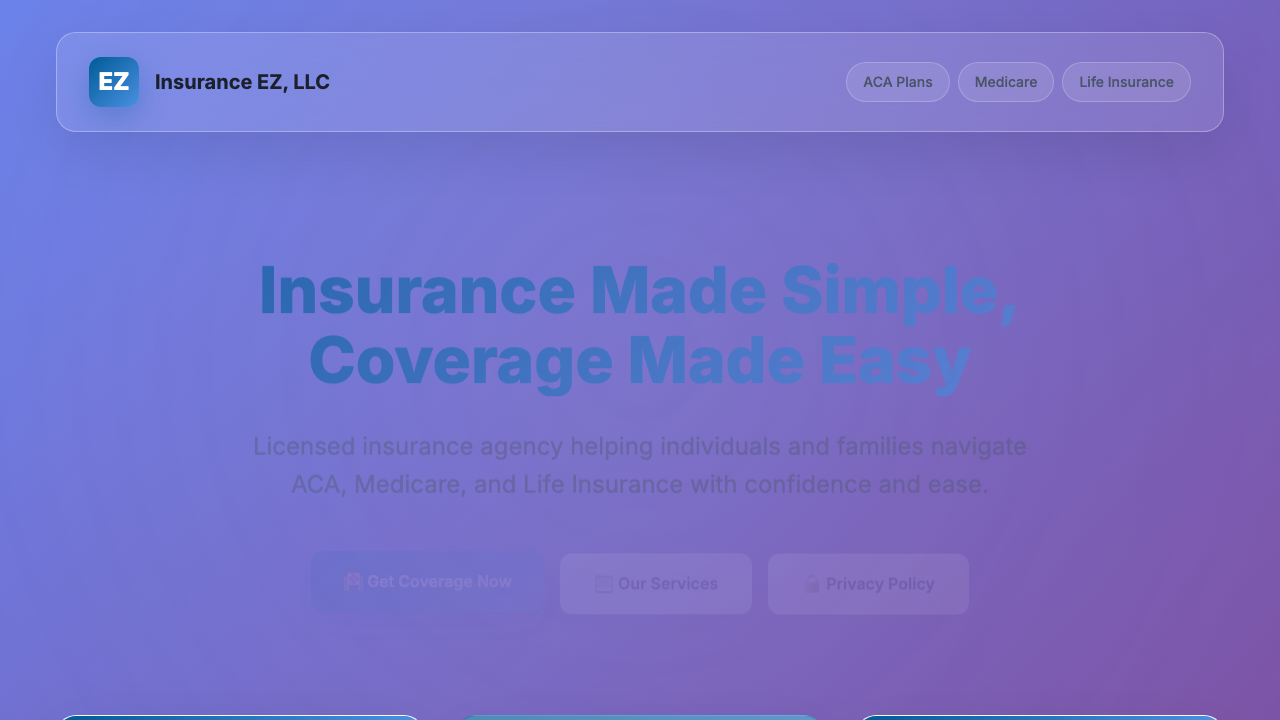 EZ
Insurance EZ, LLC
ACA Plans
Medicare
Life Insurance
Insurance Made Simple,
Coverage Made Easy
Licensed insurance agency helping individuals and families navigate
ACA, Medicare, and Life Insurance with confidence and ease.
Get Coverage Now
Our Services
Privacy Policy